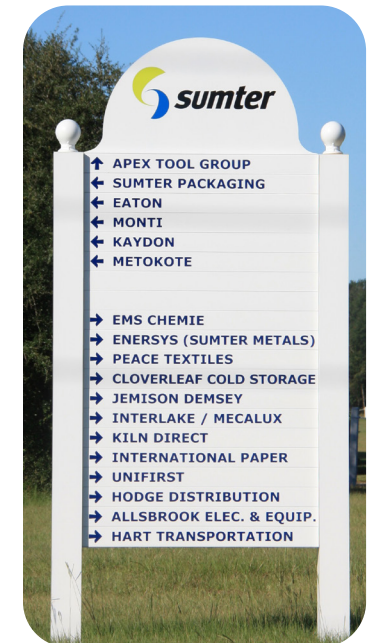 sumter
↑ APEX TOOL GROUP
← SUMTER PACKAGING
← EATON
← MONTI
← KAYDON
← METOKOTE
→ EMS CHEMIE
→ ENERSYS (SUMTER METALS)
→ PEACE TEXTILES
→ CLOVERLEAF COLD STORAGE
→ JEMISON DEMSEY
→ INTERLAKE / MECALUX
→ KILN DIRECT
→ INTERNATIONAL PAPER
→ UNIFIRST
→ HODGE DISTRIBUTION
→ ALLSBROOK ELEC. & EQUIP.
→ HART TRANSPORTATION